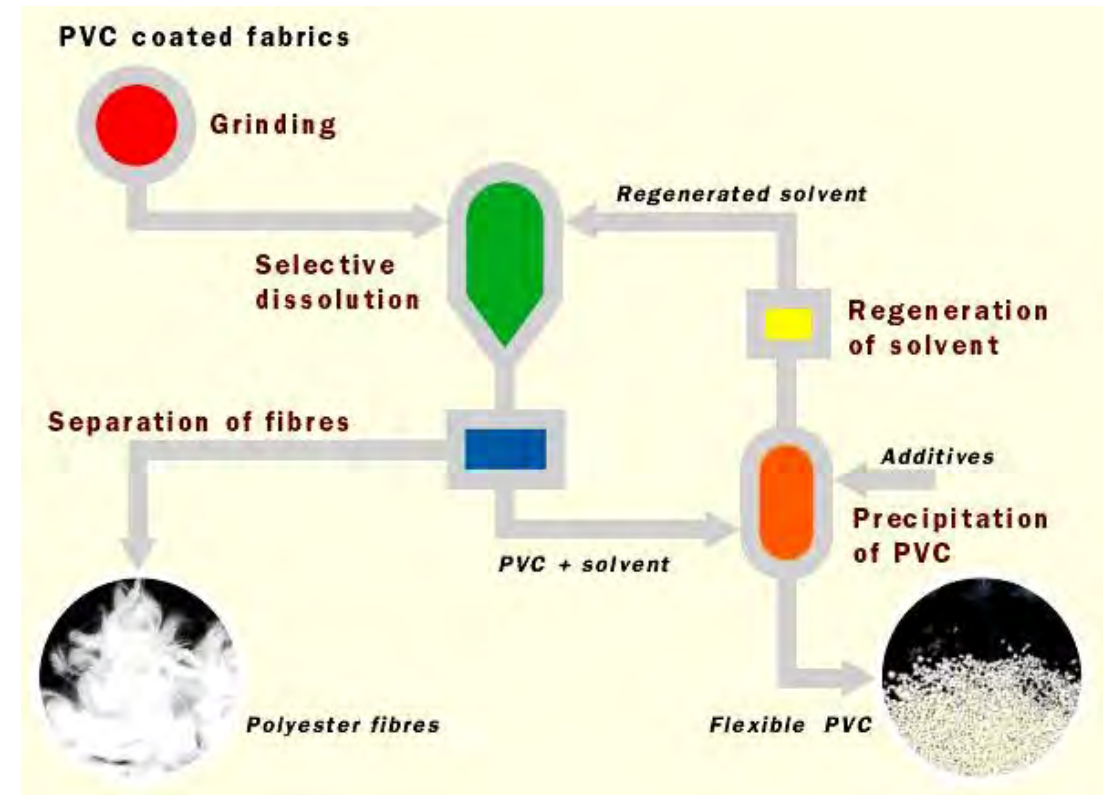 PVC coated fabrics
Grinding
Regenerated solvent
Selective
dissolution
Regeneration
of solvent
Separation of fibres
Additives
Precipitation
of PVC
PVC + solvent
Polyester fibres
Flexible PVC